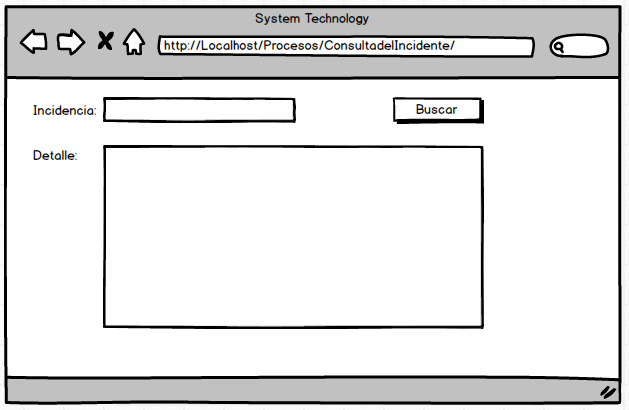 System Technology
http://Localhost/Procesos/ConsultadelIncidente/
Incidencia:
Buscar
Detalle: